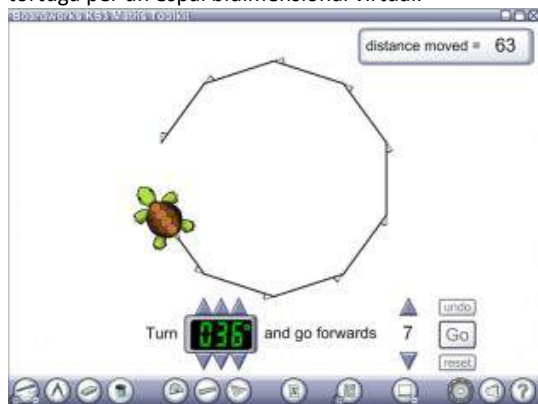 tortuga per un espai bidimensional virtual.
Boardworks KS3 Maths Toolkit
distance moved = 63
Turn 036° and go forwards 7
undo
Go
reset
?